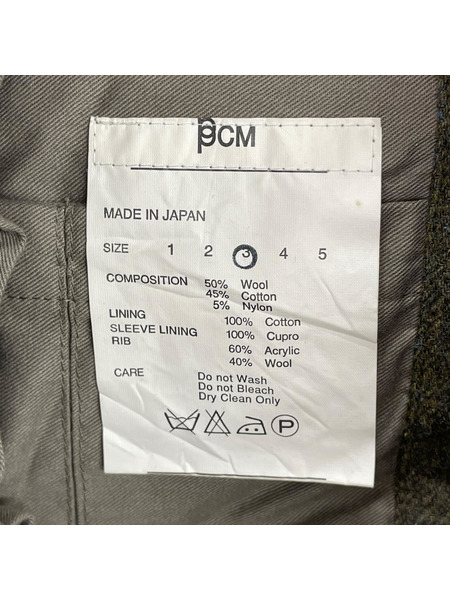 PCM
MADE IN JAPAN
SIZE 1 2 3 4 5
COMPOSITION 50% Wool
45% Cotton
5% Nylon
LINING 100% Cotton
SLEEVE LINING 100% Cupro
RIB 60% Acrylic
40% Wool
CARE Do not Wash
Do not Bleach
Dry Clean Only
P